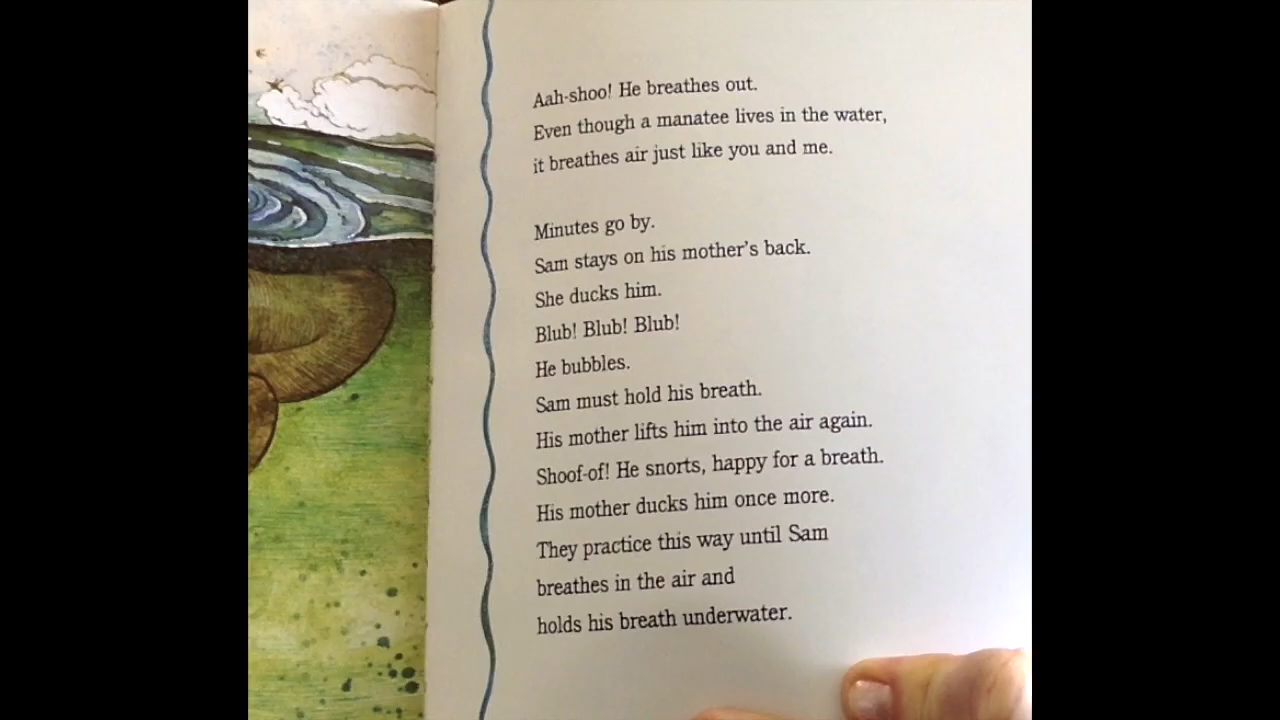 Aah-shoo! He breathes out.
Even though a manatee lives in the water,
it breathes air just like you and me.
Minutes go by.
Sam stays on his mother's back.
She ducks him.
Blub! Blub! Blub!
He bubbles.
Sam must hold his breath.
His mother lifts him into the air again.
Shoof-of! He snorts, happy for a breath.
His mother ducks him once more.
They practice this way until Sam
breathes in the air and
holds his breath underwater.